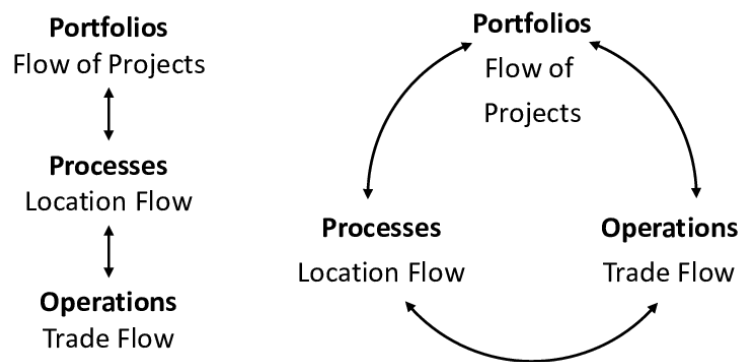 Portfolios
Flow of Projects
Processes
Location Flow
Operations
Trade Flow
Portfolios
Flow of
Projects
Processes
Location Flow
Operations
Trade Flow